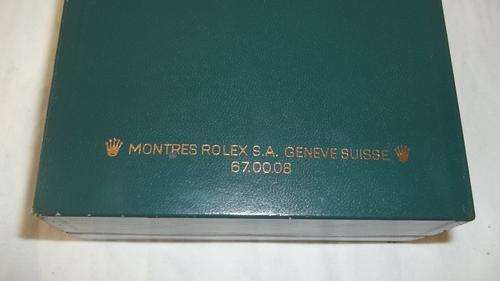 MONTRES ROLEX S.A. GENEVE SUISSE
67.00.08